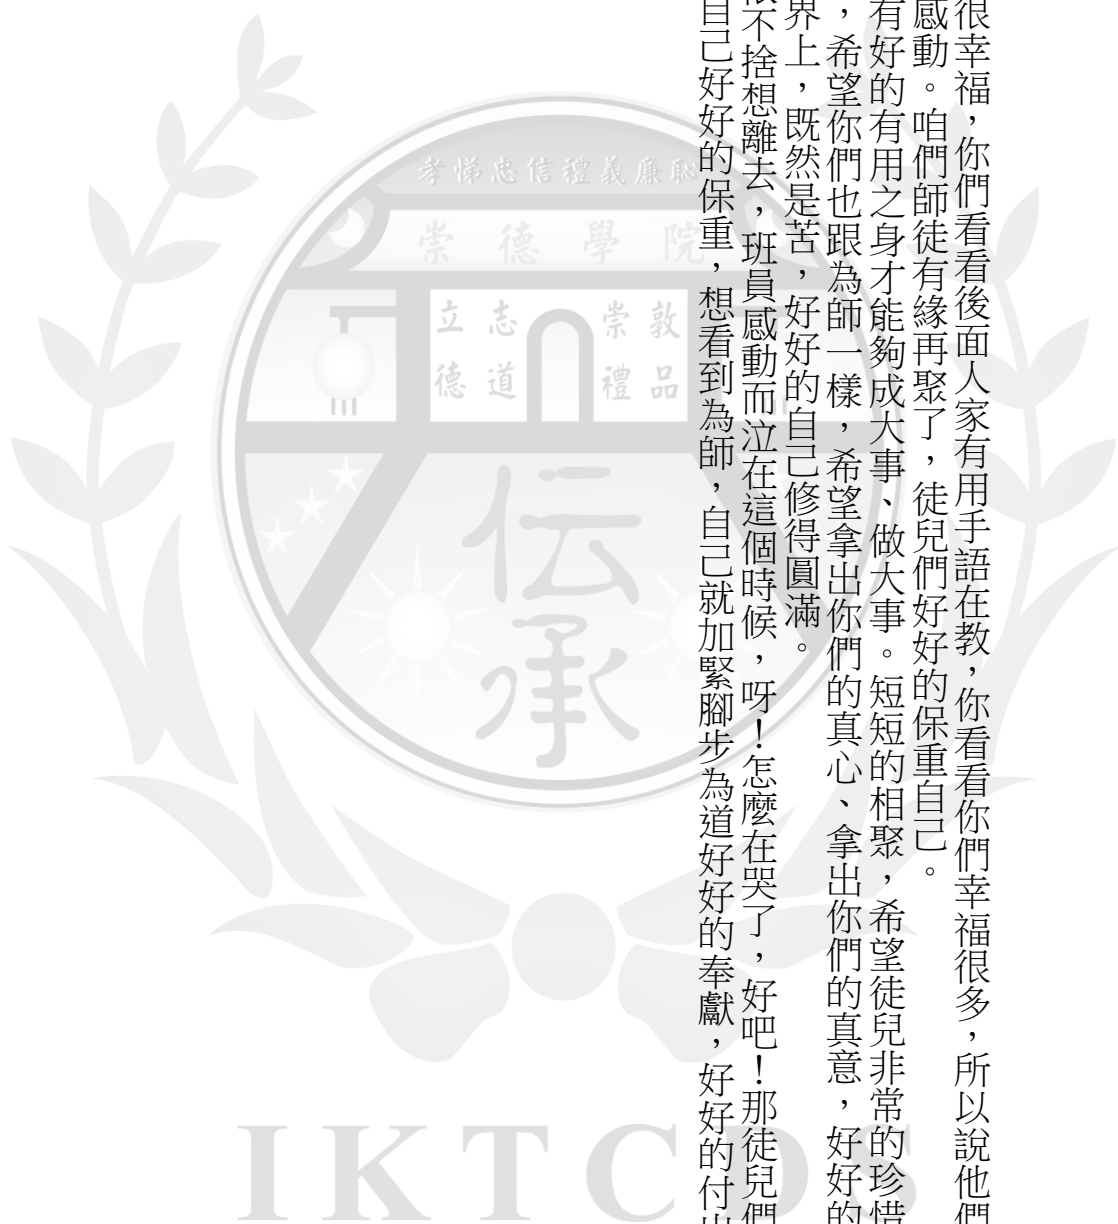 很幸福，你們看看後面人家有用手語在教，你看看你們幸福很多，所以說他們
感動。咱們師徒有緣再聚了，徒兒們好好的保重自己。
有好的有用之身才能夠成大事、做大事。短短的相聚，希望徒兒非常的珍惜
，希望你們也跟為師一樣，希望拿出你們的真心、拿出你們的真意，好好的
界上，既然是苦，好好的自己修得圓滿。
不捨想離去，班員感動而泣在這個時候，呀！怎麼在哭了，好吧！那徒兒們
自己好好的保重，想看到為師，自己就加緊腳步為道好好的奉獻，好好的付
孝悌忠信禮義廉恥
崇德學院
立志 崇敦
德道 禮品
伝承
IKTCDS